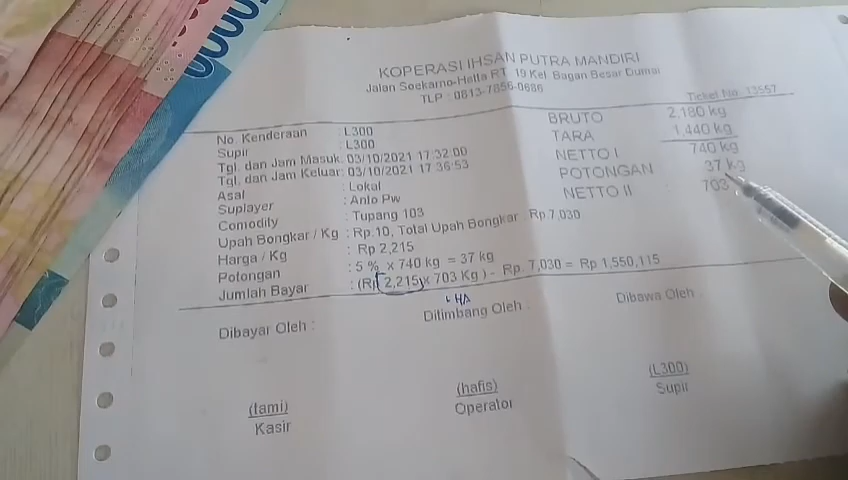 KOPERASI IHSAN PUTRA MANDIRI
Jalan Soekarno-Hatta RT. 19 Kel. Bagan Besar Dumai
TLP : 0813-7856-0686
Ticket No. 13557
No. Kenderaan : L300
Supir : L300
Tgl. dan Jam Masuk: 03/10/2021 17:32:00
Tgl. dan Jam Keluar: 03/10/2021 17:36:53
Asal : Lokal
Suplayer : Anto Pw
Comodity : Tupang 103
Upah Bongkar / Kg : Rp.10, Total Upah Bongkar : Rp.7,030
Harga / Kg : Rp 2,215
Potongan : 5 % x 740 kg = 37 kg
Jumlah Bayar : (Rp 2,215 x 703 Kg ) - Rp. 7,030 = Rp 1,550,115
BRUTO 2,180 kg
TARA 1,440 kg
NETTO I 740 kg
POTONGAN 37 kg
NETTO II : 703
Dibayar Oleh :
Ditimbang Oleh :
Dibawa Oleh :
(tami)
Kasir
(hafis)
Operator
(L300)
Supir